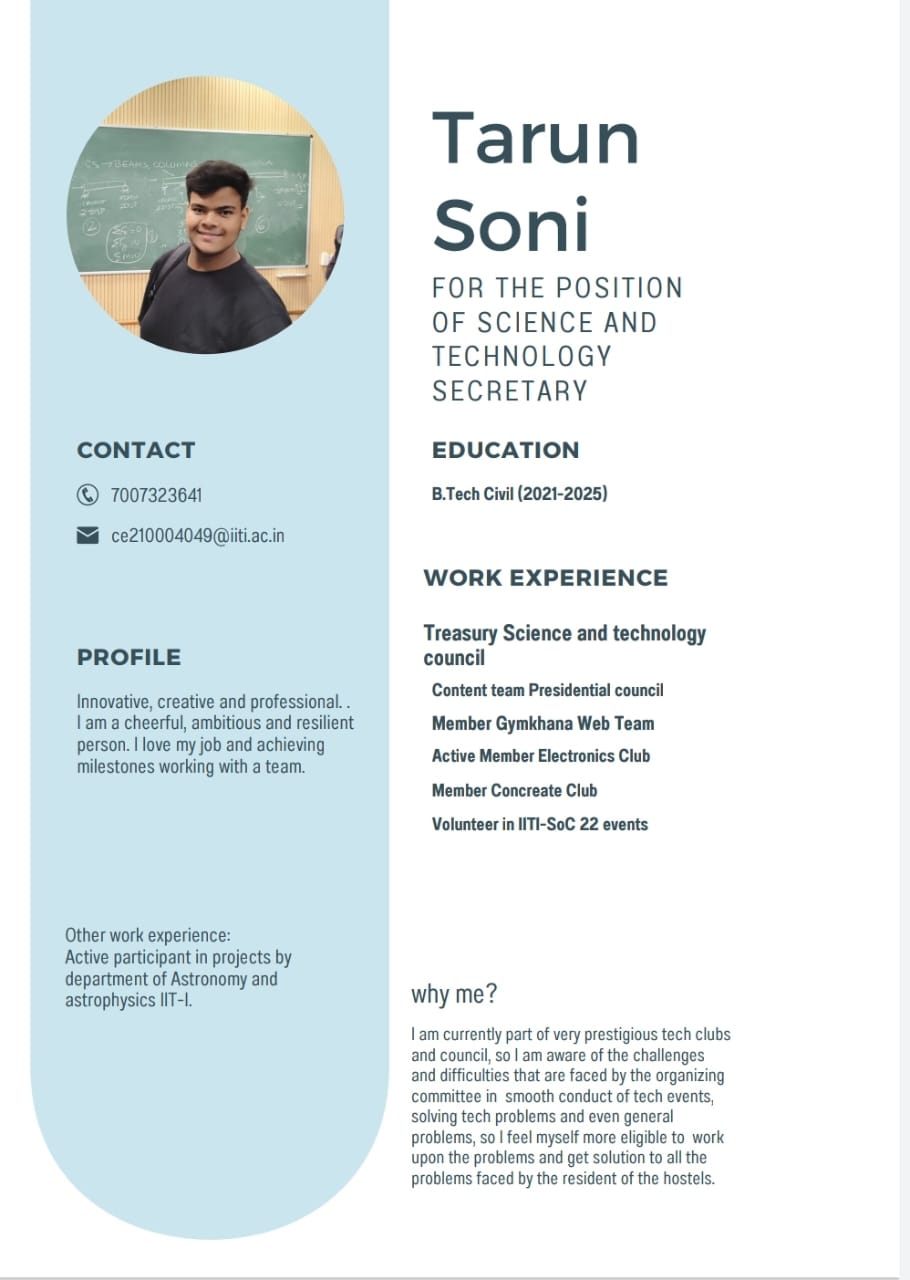 Tarun
Soni
FOR THE POSITION
OF SCIENCE AND
TECHNOLOGY
SECRETARY
CONTACT
7007323641
ce210004049@iiti.ac.in
PROFILE
Innovative, creative and professional. .
I am a cheerful, ambitious and resilient
person. I love my job and achieving
milestones working with a team.
Other work experience:
Active participant in projects by
department of Astronomy and
astrophysics IIT-I.
EDUCATION
B.Tech Civil (2021-2025)
WORK EXPERIENCE
Treasury Science and technology
council
Content team Presidential council
Member Gymkhana Web Team
Active Member Electronics Club
Member Concreate Club
Volunteer in IITI-SoC 22 events
why me?
I am currently part of very prestigious tech clubs
and council, so I am aware of the challenges
and difficulties that are faced by the organizing
committee in  smooth conduct of tech events,
solving tech problems and even general
problems, so I feel myself more eligible to  work
upon the problems and get solution to all the
problems faced by the resident of the hostels.
BEAMS, COLUMNS